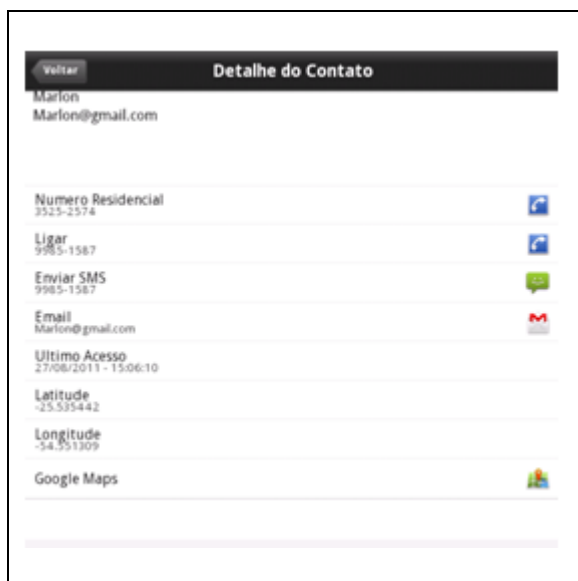 Voltar
Detalhe do Contato
Marlon
Marlon@gmail.com
Numero Residencial
3525-2574
Ligar
9985-1587
Enviar SMS
9985-1587
Email
Marlon@gmail.com
Ultimo Acesso
27/08/2011 - 15:06:10
Latitude
-25.535442
Longitude
-54.551309
Google Maps